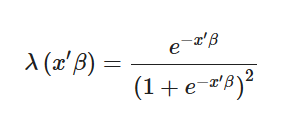 λ (x′β) = e^{−x′β} / (1 + e^{−x′β})^2